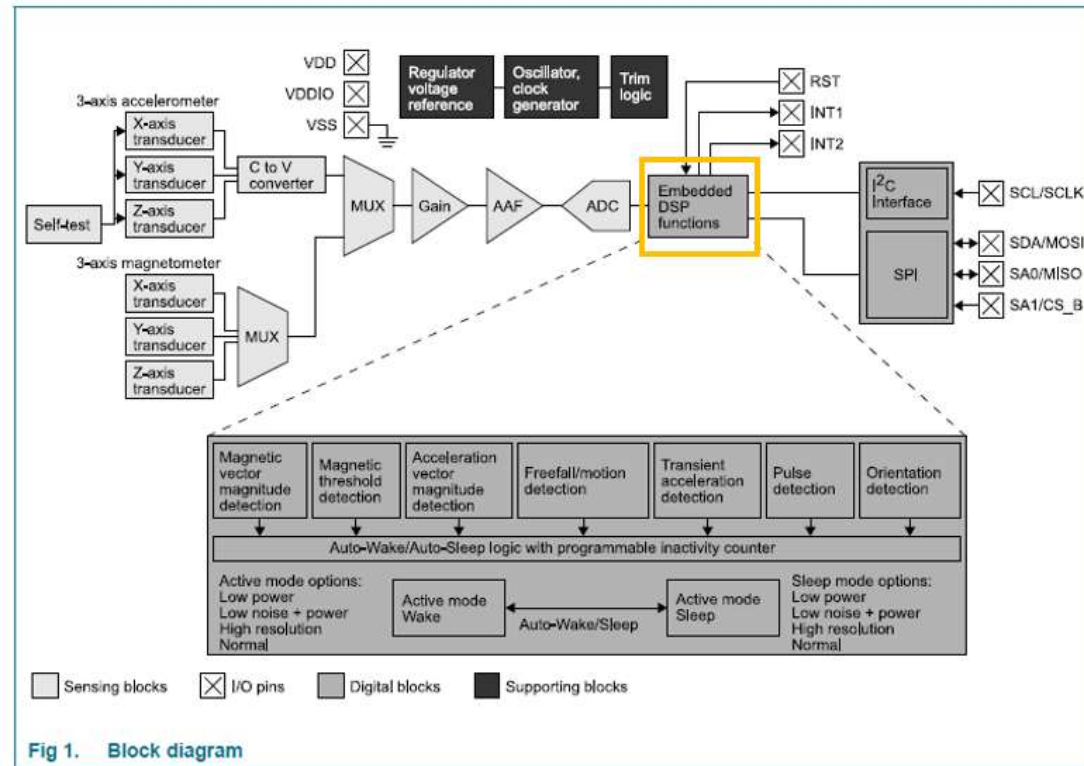 VDD
VDDIO
VSS
Regulator
voltage
reference
Oscillator,
clock
generator
Trim
logic
RST
INT1
INT2
3-axis accelerometer
X-axis
transducer
Y-axis
transducer
Z-axis
transducer
Self-test
C to V
converter
MUX
Gain
AAF
ADC
Embedded
DSP
functions
I²C
Interface
SPI
SCL/SCLK
SDA/MOSI
SA0/MISO
SA1/CS_B
3-axis magnetometer
X-axis
transducer
Y-axis
transducer
Z-axis
transducer
MUX
Magnetic
vector
magnitude
detection
Magnetic
threshold
detection
Acceleration
vector
magnitude
detection
Freefall/motion
detection
Transient
acceleration
detection
Pulse
detection
Orientation
detection
Auto-Wake/Auto-Sleep logic with programmable inactivity counter
Active mode options:
Low power
Low noise + power
High resolution
Normal
Active mode
Wake
Auto-Wake/Sleep
Active mode
Sleep
Sleep mode options:
Low power
Low noise + power
High resolution
Normal
Sensing blocks
I/O pins
Digital blocks
Supporting blocks
Fig 1. Block diagram